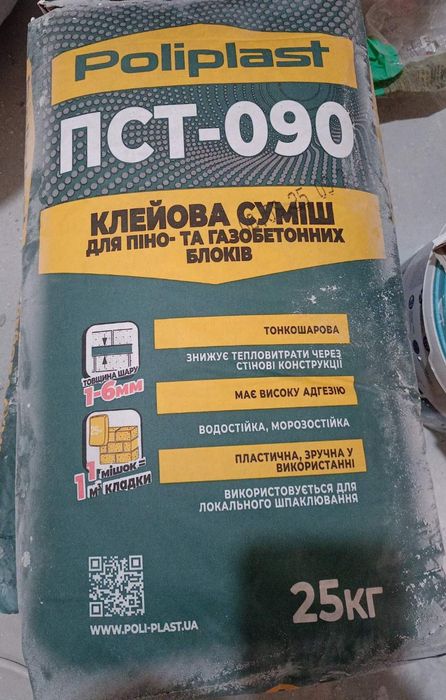 Poliplast
ПСТ-090
КЛЕЙОВА СУМІШ
ДЛЯ ПІНО- ТА ГАЗОБЕТОННИХ
БЛОКІВ
ТОВЩИНА ШАРУ
1-6мм
ТОНКОШАРОВА
ЗНИЖУЄ ТЕПЛОВИТРАТИ ЧЕРЕЗ
СТІНОВІ КОНСТРУКЦІЇ
МАЄ ВИСОКУ АДГЕЗІЮ
ВОДОСТІЙКА, МОРОЗОСТІЙКА
1 мішок =
1 м³ кладки
ПЛАСТИЧНА, ЗРУЧНА У
ВИКОРИСТАННІ
ВИКОРИСТОВУЄТЬСЯ ДЛЯ
ЛОКАЛЬНОГО ШПАКЛЮВАННЯ
WWW.POLI-PLAST.UA
25КГ